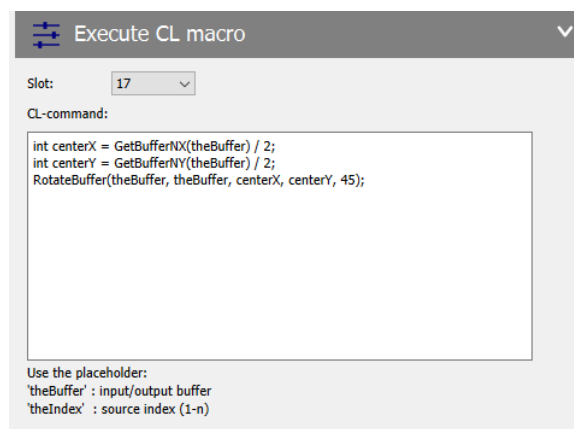 Execute CL macro
Slot: 17
CL-command:
int centerX = GetBufferNX(theBuffer) / 2;
int centerY = GetBufferNY(theBuffer) / 2;
RotateBuffer(theBuffer, theBuffer, centerX, centerY, 45);
Use the placeholder:
'theBuffer' : input/output buffer
'theIndex' : source index (1-n)